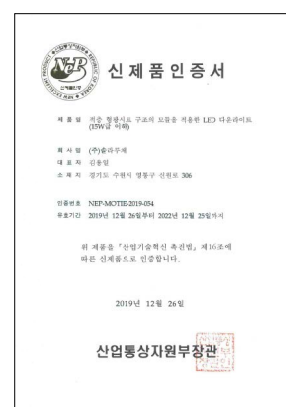 신제품인증서
제 품 명 적층 형광시트 구조의 모듈을 적용한 LED 다운라이트
(15W급 이하)
회 사 명 (주)솔라루체
대 표 자 김용일
소 재 지 경기도 수원시 영통구 신원로 306
인증번호 NEP-MOTIE-2019-054
유효기간 2019년 12월 26일부터 2022년 12월 25일까지
위 제품을 『산업기술혁신 촉진법』 제16조에
따른 신제품으로 인증합니다.
2019년 12월 26일
산업통상자원부장관